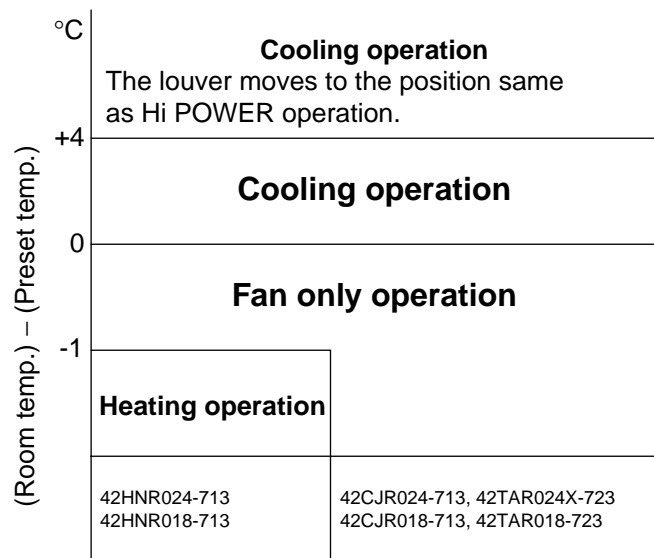 °C
Cooling operation
The louver moves to the position same
as Hi POWER operation.
+4
Cooling operation
0
Fan only operation
-1
Heating operation
(Room temp.) – (Preset temp.)
42HNR024-713
42HNR018-713
42CJR024-713, 42TAR024X-723
42CJR018-713, 42TAR018-723